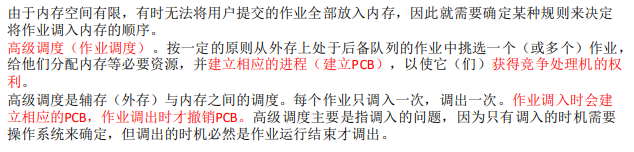 由于内存空间有限，有时无法将用户提交的作业全部放入内存，因此就需要确定某种规则来决定
将作业调入内存的顺序。
高级调度（作业调度）。按一定的原则从外存上处于后备队列的作业中挑选一个（或多个）作业，
给他们分配内存等必要资源，并建立相应的进程（建立PCB），以使它（们）获得竞争处理机的权
利。
高级调度是辅存（外存）与内存之间的调度。每个作业只调入一次，调出一次。作业调入时会建
立相应的PCB，作业调出时才撤销PCB。高级调度主要是指调入的问题，因为只有调入的时机需要
操作系统来确定，但调出的时机必然是作业运行结束才调出。